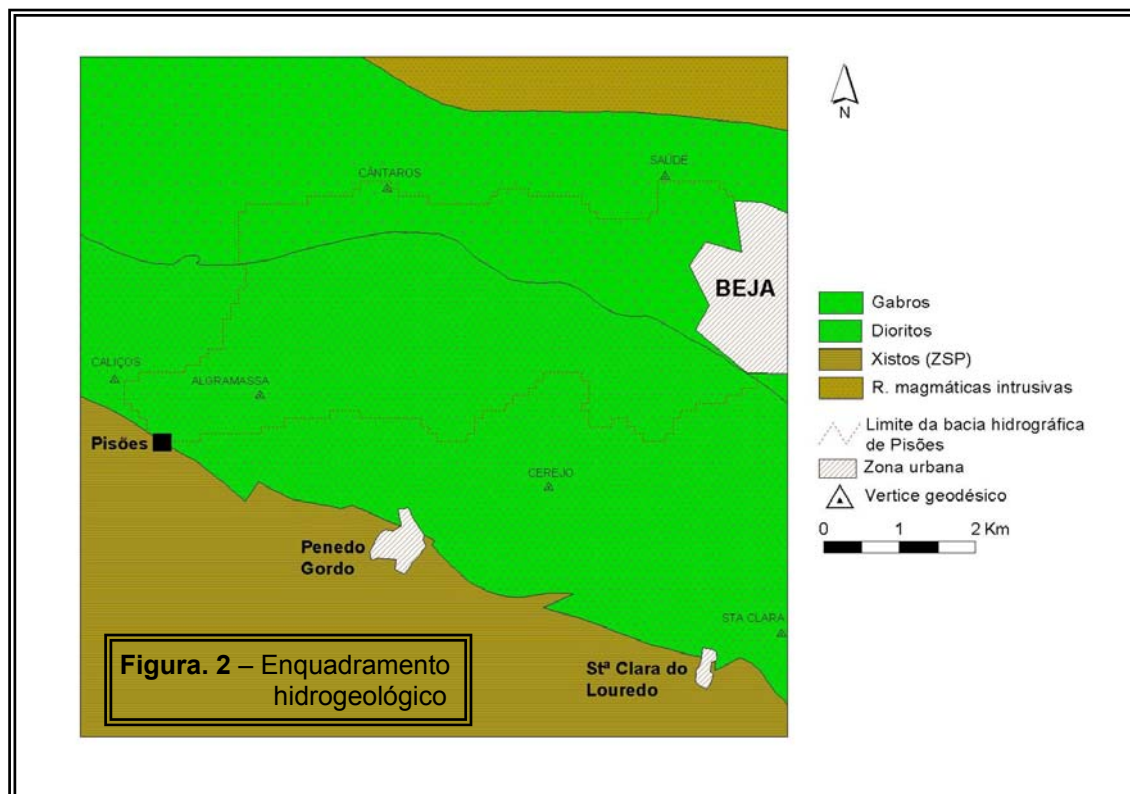 N
SAÚDE
CÂNTAROS
BEJA
CALIÇOS
ALGRAMASSA
Pisões
CEREJO
Penedo
Gordo
STA CLARA
Stª Clara do
Louredo
Figura. 2 – Enquadramento
hidrogeológico
Gabros
Dioritos
Xistos (ZSP)
R. magmáticas intrusivas
Limite da bacia hidrográfica
de Pisões
Zona urbana
Vertice geodésico
0 1 2 Km